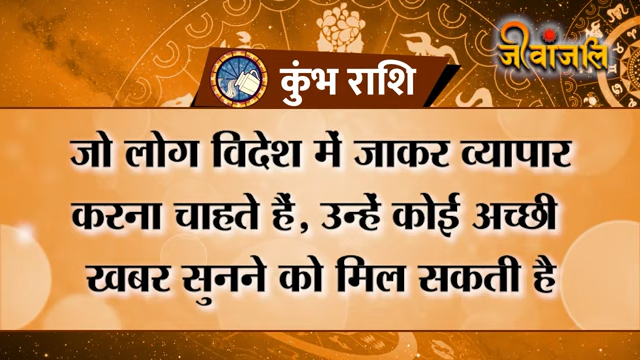 कुंभ राशि
जीवांजलि
जो लोग विदेश में जाकर व्यापार
करना चाहते हैं, उन्हें कोई अच्छी
खबर सुनने को मिल सकती है